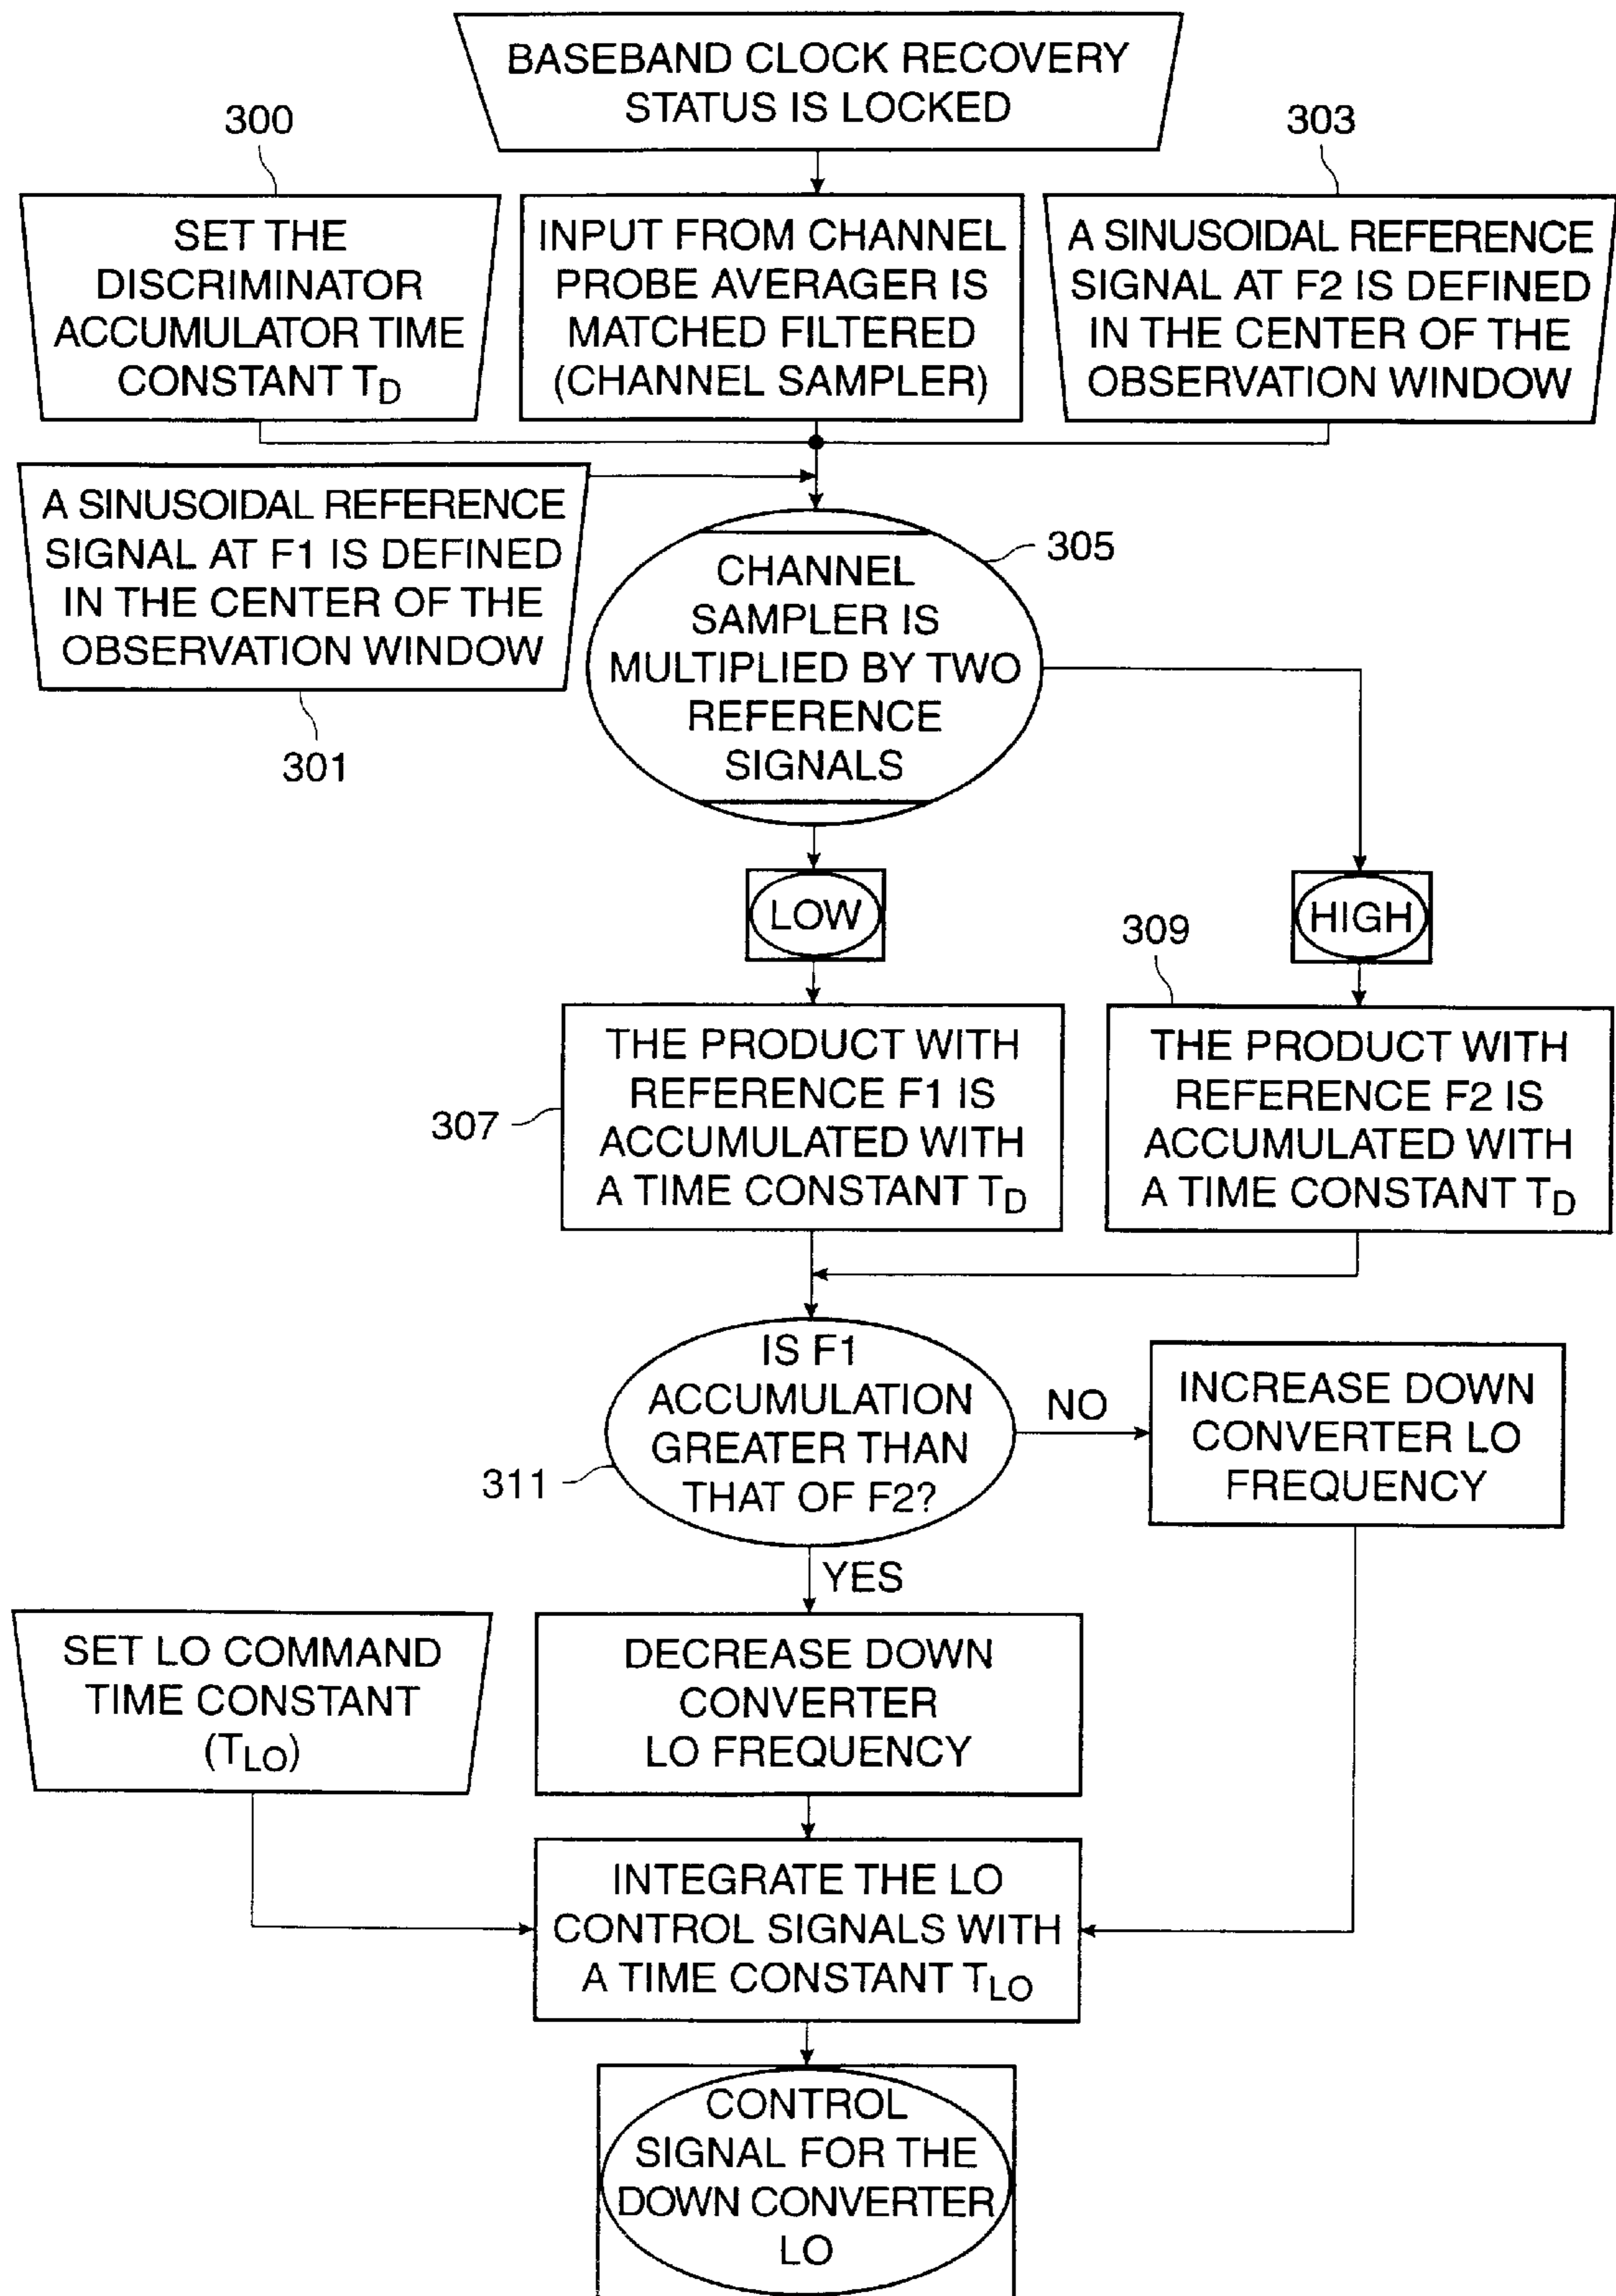 BASEBAND CLOCK RECOVERY
STATUS IS LOCKED
300
303
SET THE
DISCRIMINATOR
ACCUMULATOR TIME
CONSTANT TD
INPUT FROM CHANNEL
PROBE AVERAGER IS
MATCHED FILTERED
(CHANNEL SAMPLER)
A SINUSOIDAL REFERENCE
SIGNAL AT F2 IS DEFINED
IN THE CENTER OF THE
OBSERVATION WINDOW
A SINUSOIDAL REFERENCE
SIGNAL AT F1 IS DEFINED
IN THE CENTER OF THE
OBSERVATION WINDOW
301
305
CHANNEL
SAMPLER IS
MULTIPLIED BY TWO
REFERENCE
SIGNALS
LOW
HIGH
309
THE PRODUCT WITH
REFERENCE F1 IS
ACCUMULATED WITH
A TIME CONSTANT TD
307
THE PRODUCT WITH
REFERENCE F2 IS
ACCUMULATED WITH
A TIME CONSTANT TD
IS F1
ACCUMULATION
GREATER THAN
THAT OF F2?
311
NO
INCREASE DOWN
CONVERTER LO
FREQUENCY
YES
SET LO COMMAND
TIME CONSTANT
(TLO)
DECREASE DOWN
CONVERTER
LO FREQUENCY
INTEGRATE THE LO
CONTROL SIGNALS WITH
A TIME CONSTANT TLO
CONTROL
SIGNAL FOR THE
DOWN CONVERTER
LO